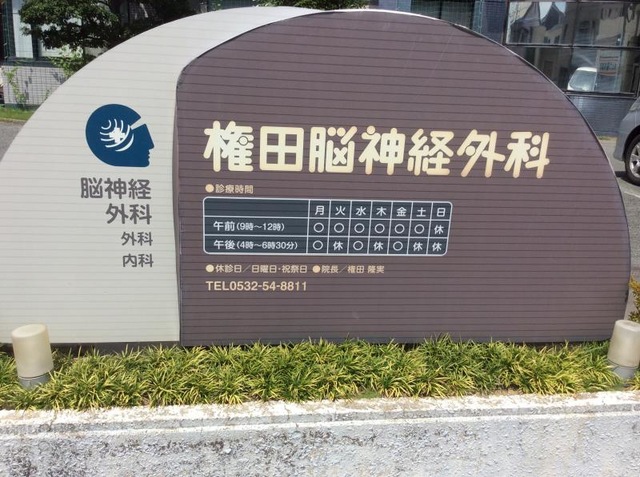 脳神経
外科
外科
内科
権田脳神経外科
●診療時間
月 火 水 木 金 土 日
午前(9時〜12時) ○ ○ ○ ○ ○ ○ 休
午後(4時〜6時30分) ○ 休 ○ 休 ○ 休 休
●休診日/日曜日・祝祭日 ●院長/権田 隆実
TEL0532-54-8811